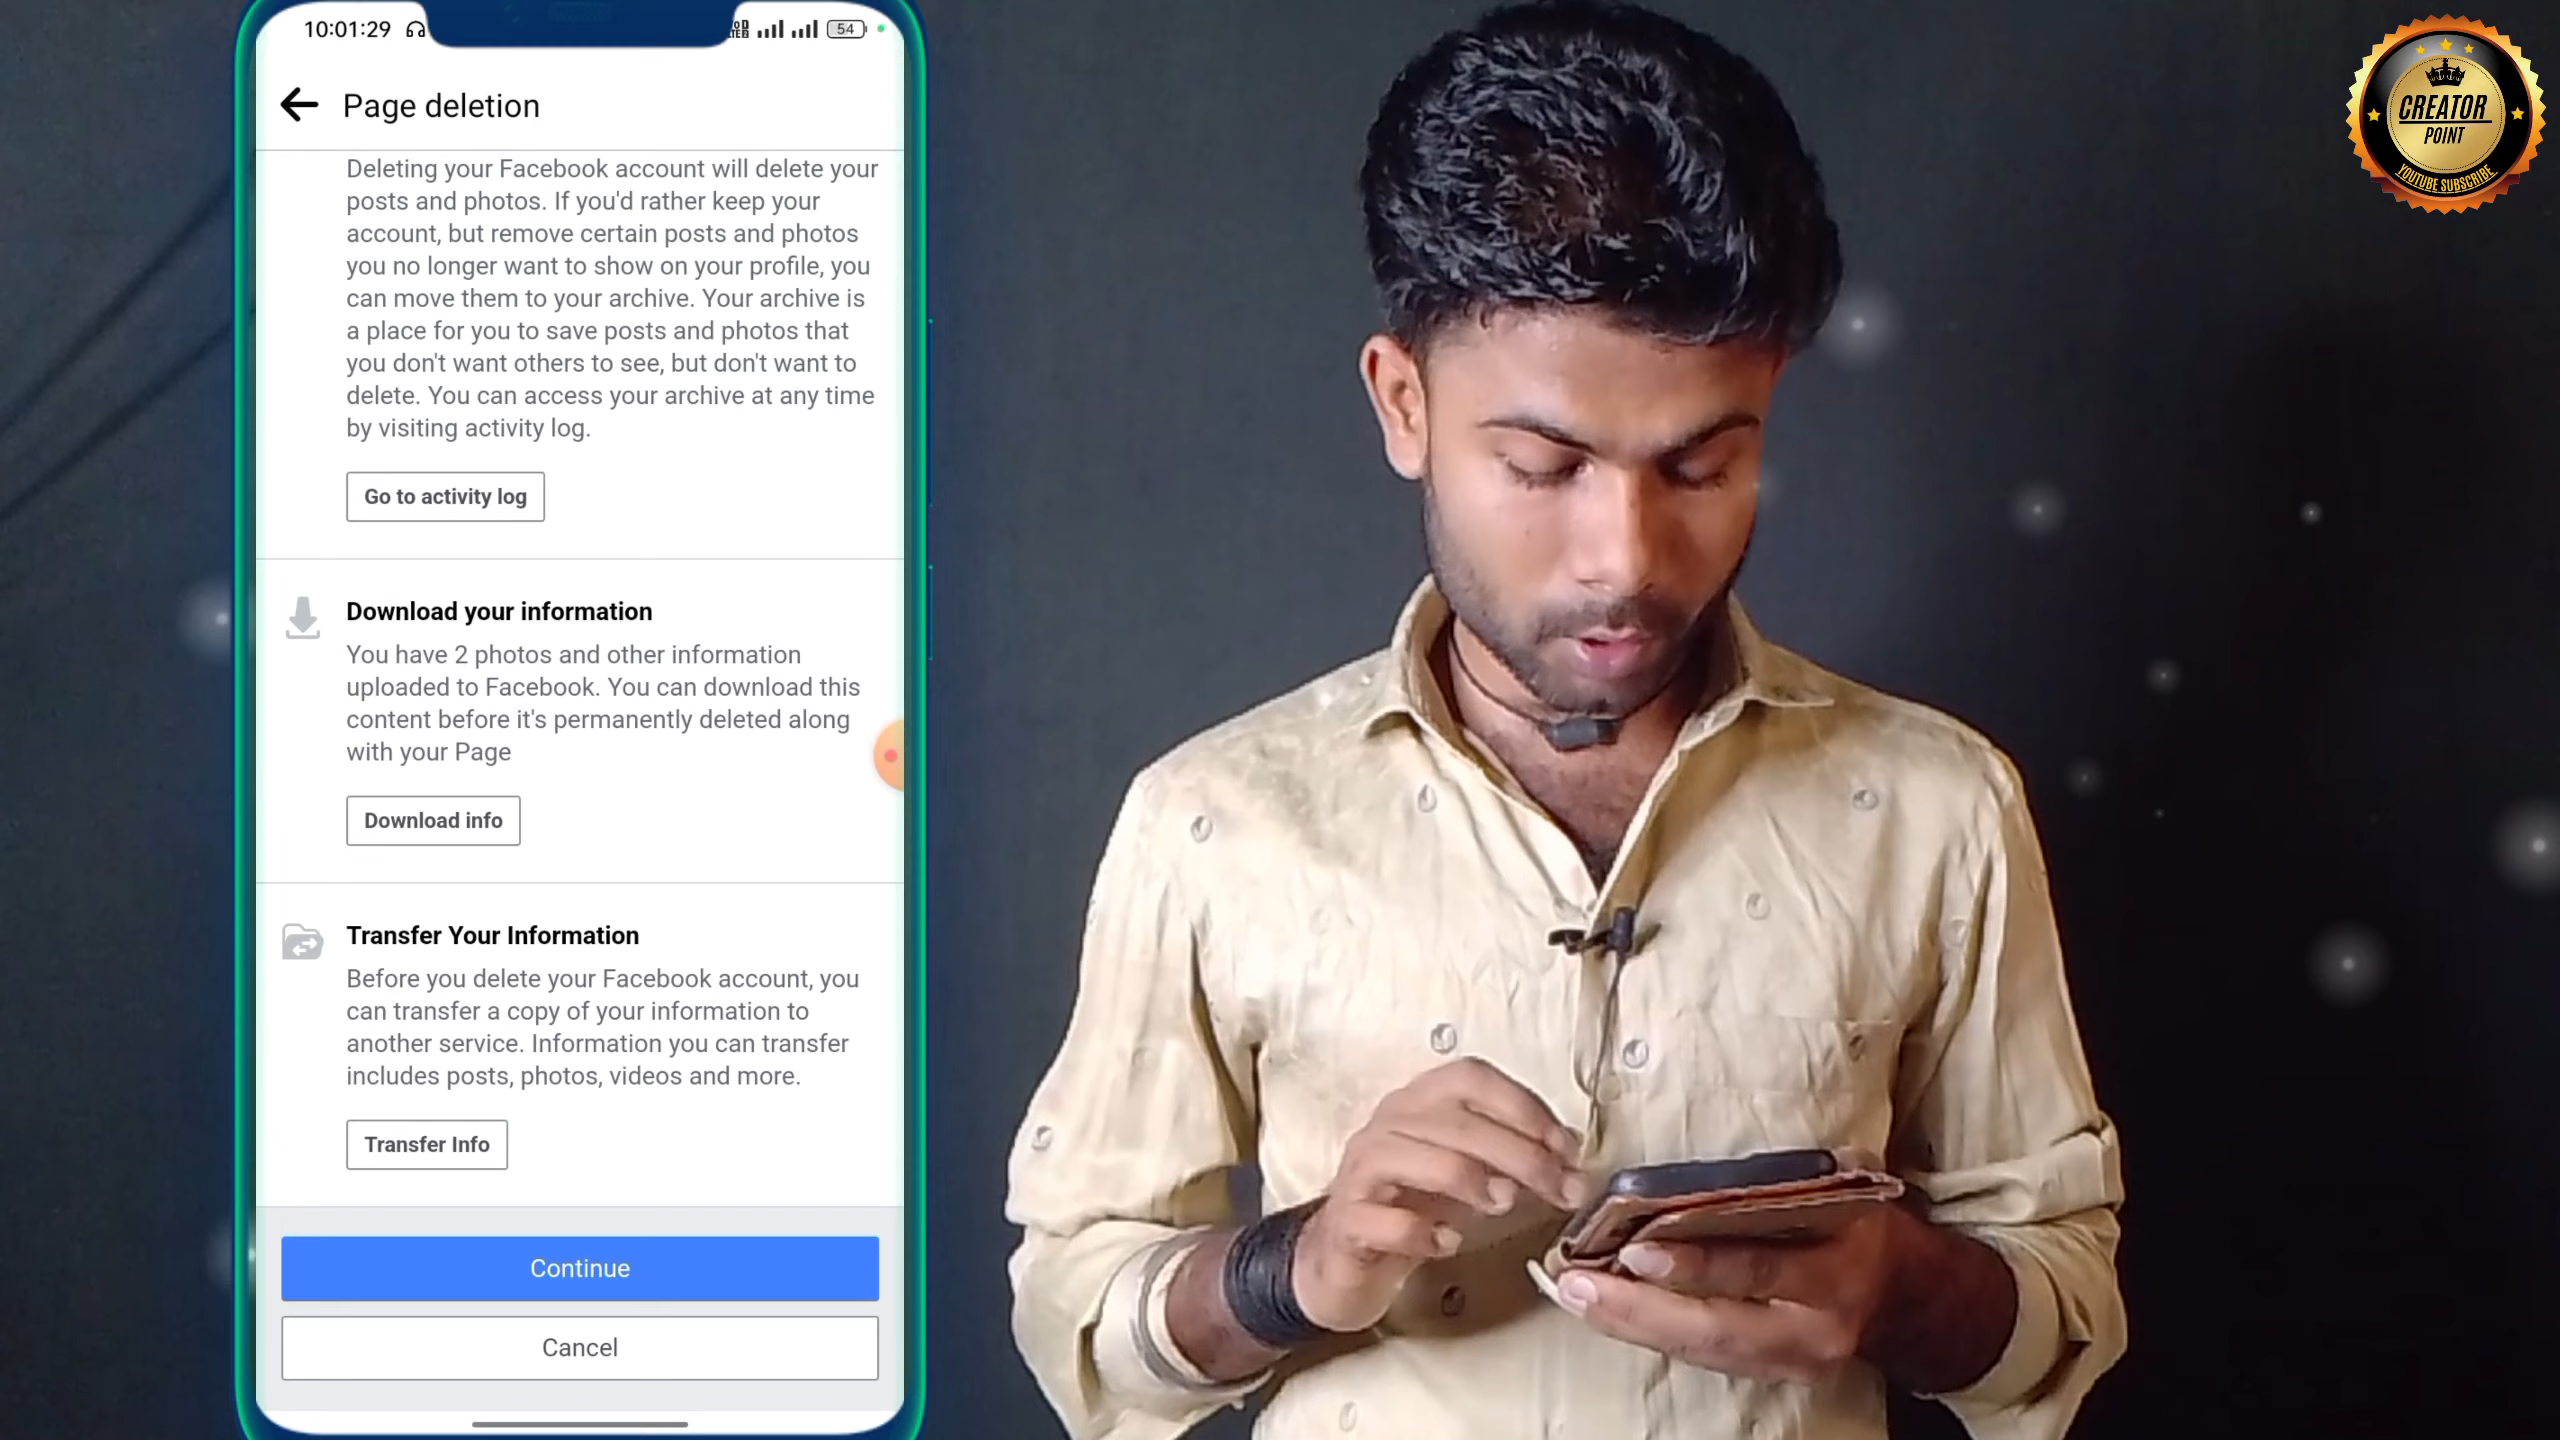 10:01:29
54
Page deletion
Deleting your Facebook account will delete your
posts and photos. If you'd rather keep your
account, but remove certain posts and photos
you no longer want to show on your profile, you
can move them to your archive. Your archive is
a place for you to save posts and photos that
you don't want others to see, but don't want to
delete. You can access your archive at any time
by visiting activity log.
Go to activity log
Download your information
You have 2 photos and other information
uploaded to Facebook. You can download this
content before it's permanently deleted along
with your Page
Download info
Transfer Your Information
Before you delete your Facebook account, you
can transfer a copy of your information to
another service. Information you can transfer
includes posts, photos, videos and more.
Transfer Info
Continue
Cancel
CREATOR
POINT
YOUTUBE SUBSCRIBE